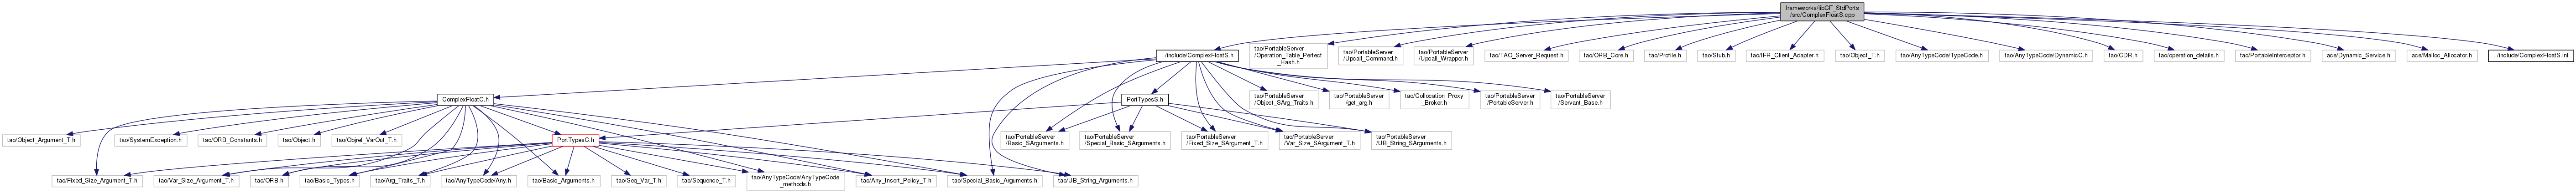 frameworks/libCF_StdPorts
/src/ComplexFloatS.cpp
../include/ComplexFloatS.h
tao/PortableServer
/Operation_Table_Perfect
_Hash.h
tao/PortableServer
/Upcall_Command.h
tao/PortableServer
/Upcall_Wrapper.h
tao/TAO_Server_Request.h
tao/ORB_Core.h
tao/Profile.h
tao/Stub.h
tao/IFR_Client_Adapter.h
tao/Object_T.h
tao/AnyTypeCode/TypeCode.h
tao/AnyTypeCode/DynamicC.h
tao/CDR.h
tao/operation_details.h
tao/PortableInterceptor.h
ace/Dynamic_Service.h
ace/Malloc_Allocator.h
../include/ComplexFloatS.inl
ComplexFloatC.h
PortTypesS.h
tao/PortableServer
/Object_SArg_Traits.h
tao/PortableServer
/get_arg.h
tao/Collocation_Proxy
_Broker.h
tao/PortableServer
/PortableServer.h
tao/PortableServer
/Servant_Base.h
tao/Object_Argument_T.h
tao/SystemException.h
tao/ORB_Constants.h
tao/Object.h
tao/Objref_VarOut_T.h
PortTypesC.h
tao/PortableServer
/Basic_SArguments.h
tao/PortableServer
/Special_Basic_SArguments.h
tao/PortableServer
/Fixed_Size_SArgument_T.h
tao/PortableServer
/Var_Size_SArgument_T.h
tao/PortableServer
/UB_String_SArguments.h
tao/Fixed_Size_Argument_T.h
tao/Var_Size_Argument_T.h
tao/ORB.h
tao/Basic_Types.h
tao/Arg_Traits_T.h
tao/AnyTypeCode/Any.h
tao/Basic_Arguments.h
tao/Seq_Var_T.h
tao/Sequence_T.h
tao/AnyTypeCode/AnyTypeCode
_methods.h
tao/Any_Insert_Policy_T.h
tao/Special_Basic_Arguments.h
tao/UB_String_Arguments.h